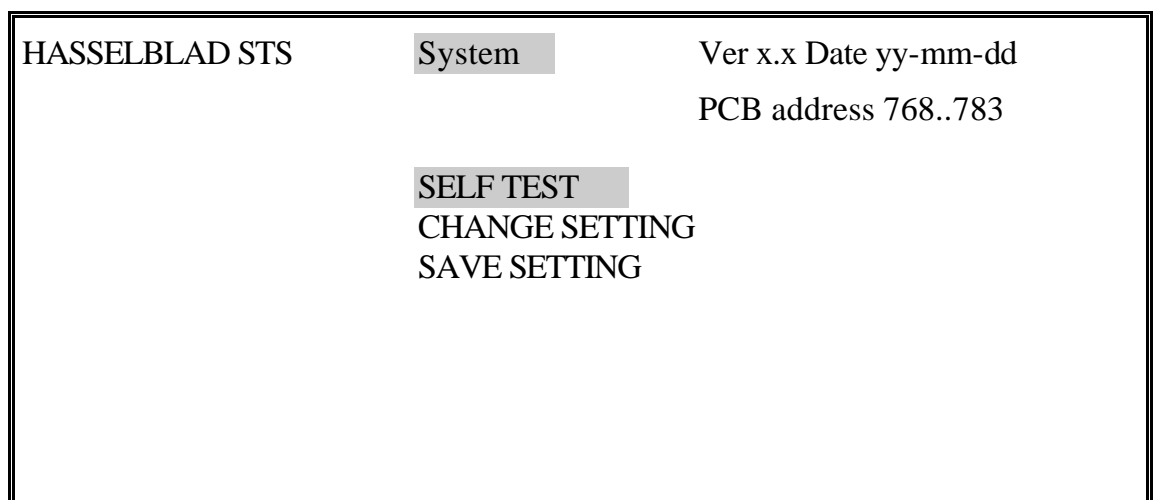 HASSELBLAD STS System Ver x.x Date yy-mm-dd
PCB address 768..783
SELF TEST
CHANGE SETTING
SAVE SETTING